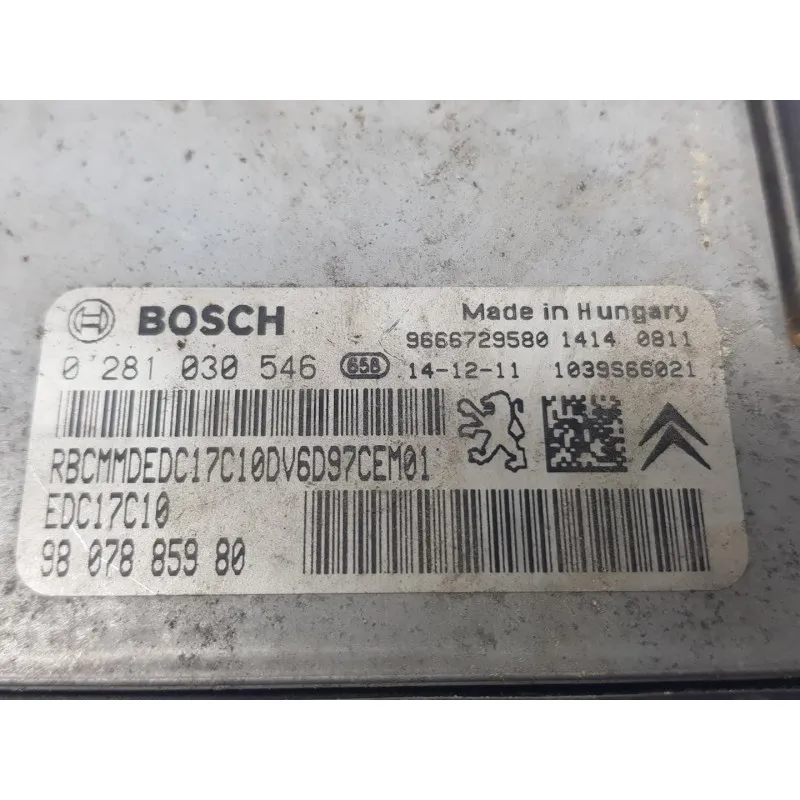 BOSCH
Made in Hungary
9666729580 1414 0811
0 281 030 546 658 14-12-11 1039S66021
RBCMMDEDC17C10DV6D97CEM01
EDC17C10
98 078 859 80